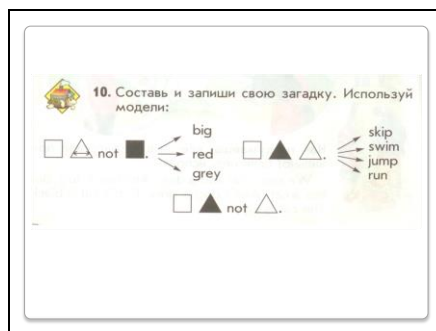 10. Составь и запиши свою загадку. Используй
модели:
big
not . red
grey
skip
swim
jump
run
not .